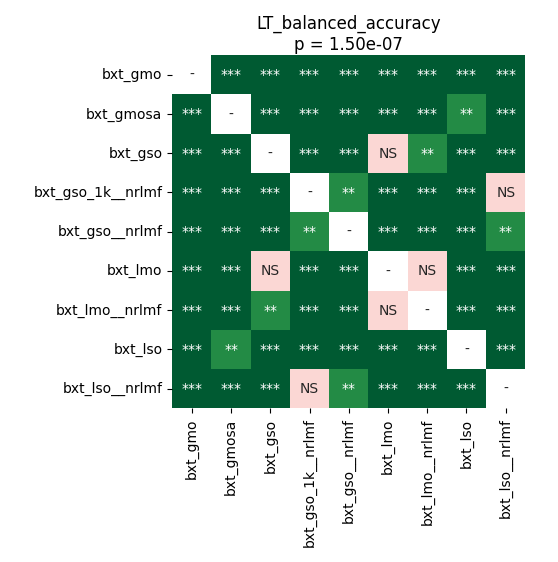 LT_balanced_accuracy
p = 1.50e-07
bxt_gmo - *** *** *** *** *** *** *** ***
bxt_gmosa *** - *** *** *** *** *** ** ***
bxt_gso *** *** - *** *** NS ** *** ***
bxt_gso_1k__nrlmf *** *** *** - ** *** *** *** NS
bxt_gso__nrlmf *** *** *** ** - *** *** *** **
bxt_lmo *** *** NS *** *** - NS *** ***
bxt_lmo__nrlmf *** *** ** *** *** NS - *** ***
bxt_lso *** ** *** *** *** *** *** - ***
bxt_lso__nrlmf *** *** *** NS ** *** *** *** -
bxt_gmo
bxt_gmosa
bxt_gso
bxt_gso_1k__nrlmf
bxt_gso__nrlmf
bxt_lmo
bxt_lmo__nrlmf
bxt_lso
bxt_lso__nrlmf